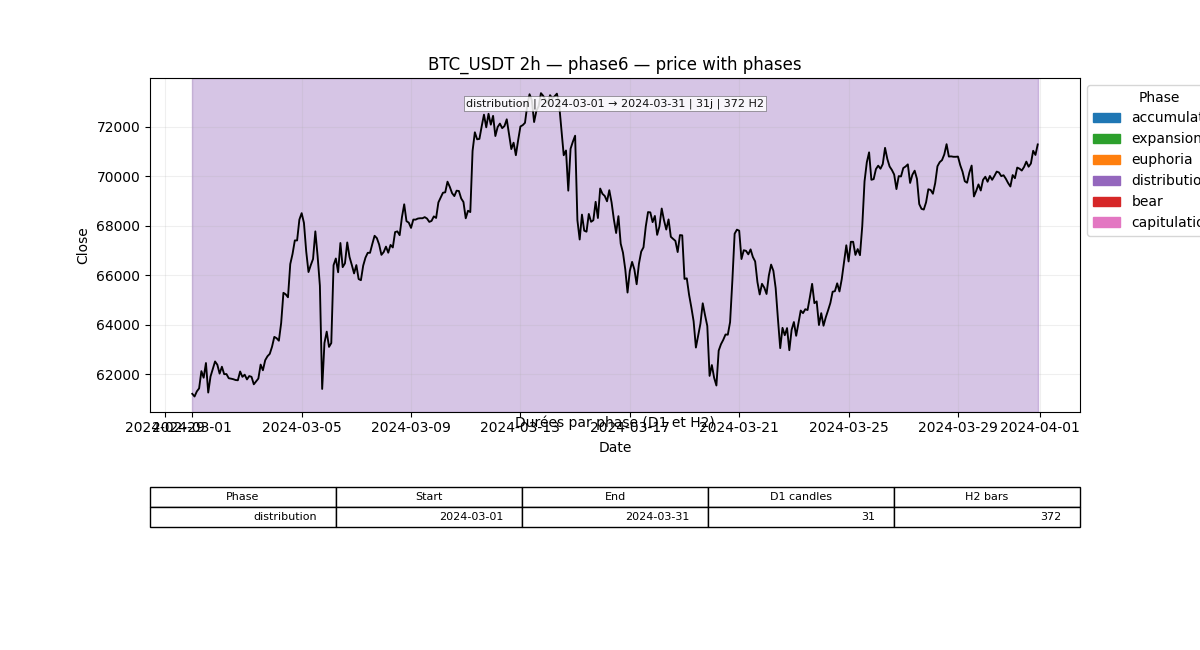 BTC_USDT 2h — phase6 — price with phases
distribution | 2024-03-01 → 2024-03-31 | 31j | 372 H2
Phase
accumulat
expansion
euphoria
distributio
bear
capitulatio
Close
72000
70000
68000
66000
64000
62000
Durées par phase (D1 et H2)
2024-02-29 2024-03-01 2024-03-05 2024-03-09 2024-03-13 2024-03-17 2024-03-21 2024-03-25 2024-03-29 2024-04-01
Date
Phase Start End D1 candles H2 bars
distribution 2024-03-01 2024-03-31 31 372